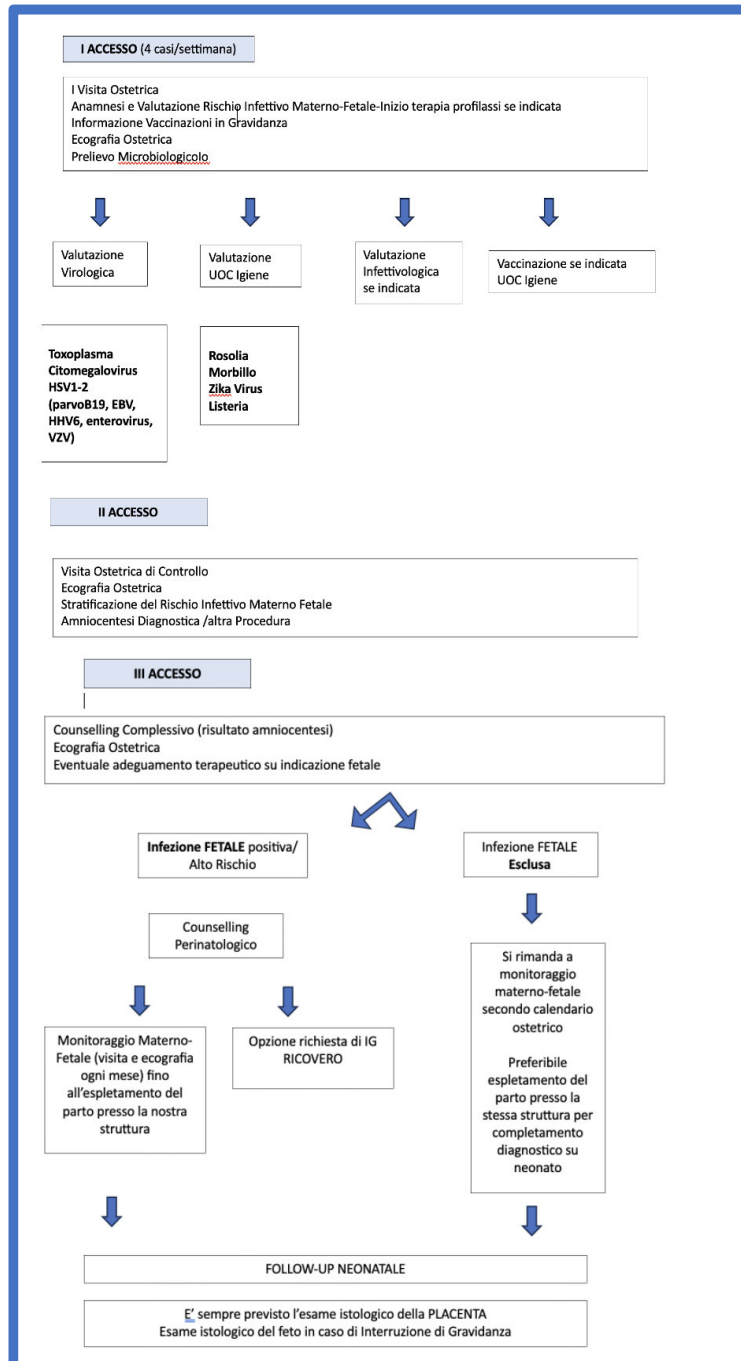 I ACCESSO (4 casi/settimana)
I Visita Ostetrica
Anamnesi e Valutazione Rischio Infettivo Materno-Fetale-Inizio terapia profilassi se indicata
Informazione Vaccinazioni in Gravidanza
Ecografia Ostetrica
Prelievo Microbiologicolo
Valutazione
Virologica
Valutazione
UOC Igiene
Valutazione
Infettivologica
se indicata
Vaccinazione se indicata
UOC Igiene
Toxoplasma
Citomegalovirus
HSV1-2
(parvoB19, EBV,
HHV6, enterovirus,
VZV)
Rosolia
Morbillo
Zika Virus
Listeria
II ACCESSO
Visita Ostetrica di Controllo
Ecografia Ostetrica
Stratificazione del Rischio Infettivo Materno Fetale
Amniocentesi Diagnostica /altra Procedura
III ACCESSO
Counselling Complessivo (risultato amniocentesi)
Ecografia Ostetrica
Eventuale adeguamento terapeutico su indicazione fetale
Infezione FETALE positiva/
Alto Rischio
Infezione FETALE
Esclusa
Counselling
Perinatologico
Monitoraggio Materno-
Fetale (visita e ecografia
ogni mese) fino
all'espletamento del
parto presso la nostra
struttura
Opzione richiesta di IG
RICOVERO
Si rimanda a
monitoraggio
materno-fetale
secondo calendario
ostetrico
Preferibile
espletamento del
parto presso la
stessa struttura per
completamento
diagnostico su
neonato
FOLLOW-UP NEONATALE
E' sempre previsto l'esame istologico della PLACENTA
Esame istologico del feto in caso di Interruzione di Gravidanza